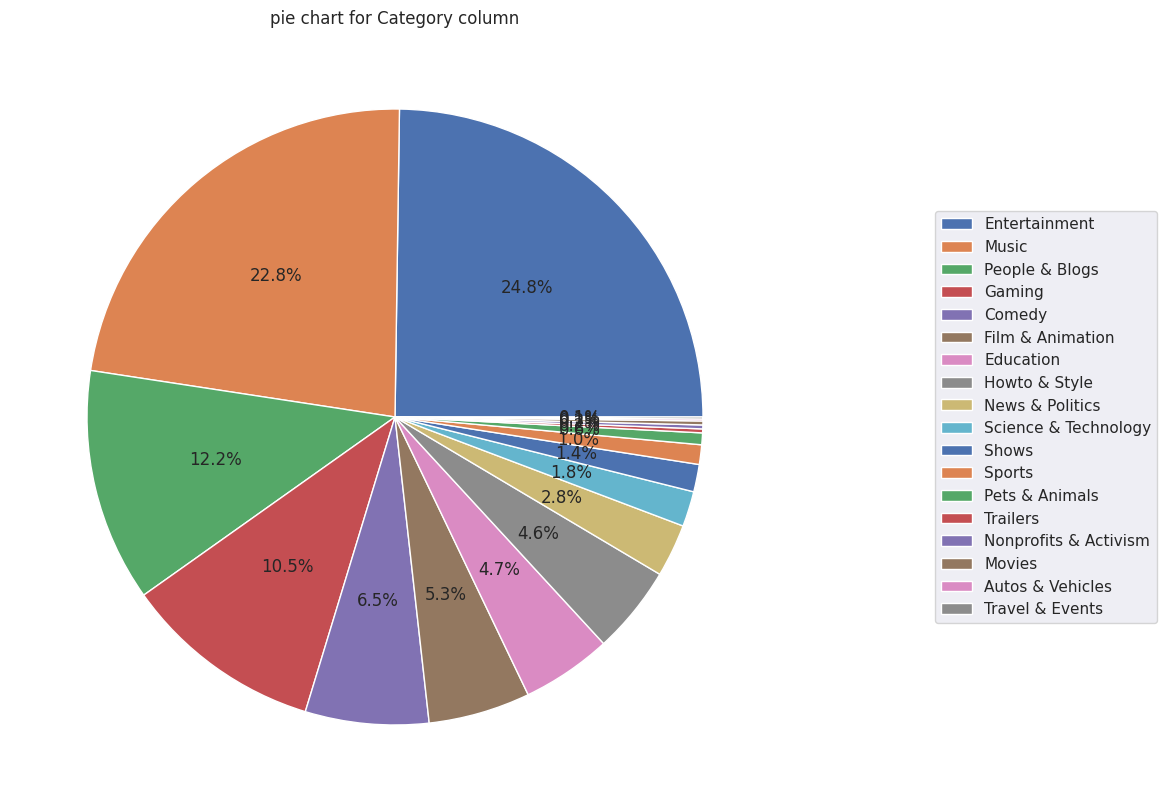 pie chart for Category column
24.8%
22.8%
12.2%
10.5%
6.5%
5.3%
4.7%
4.6%
2.8%
1.8%
1.4%
1.0%
Entertainment
Music
People & Blogs
Gaming
Comedy
Film & Animation
Education
Howto & Style
News & Politics
Science & Technology
Shows
Sports
Pets & Animals
Trailers
Nonprofits & Activism
Movies
Autos & Vehicles
Travel & Events